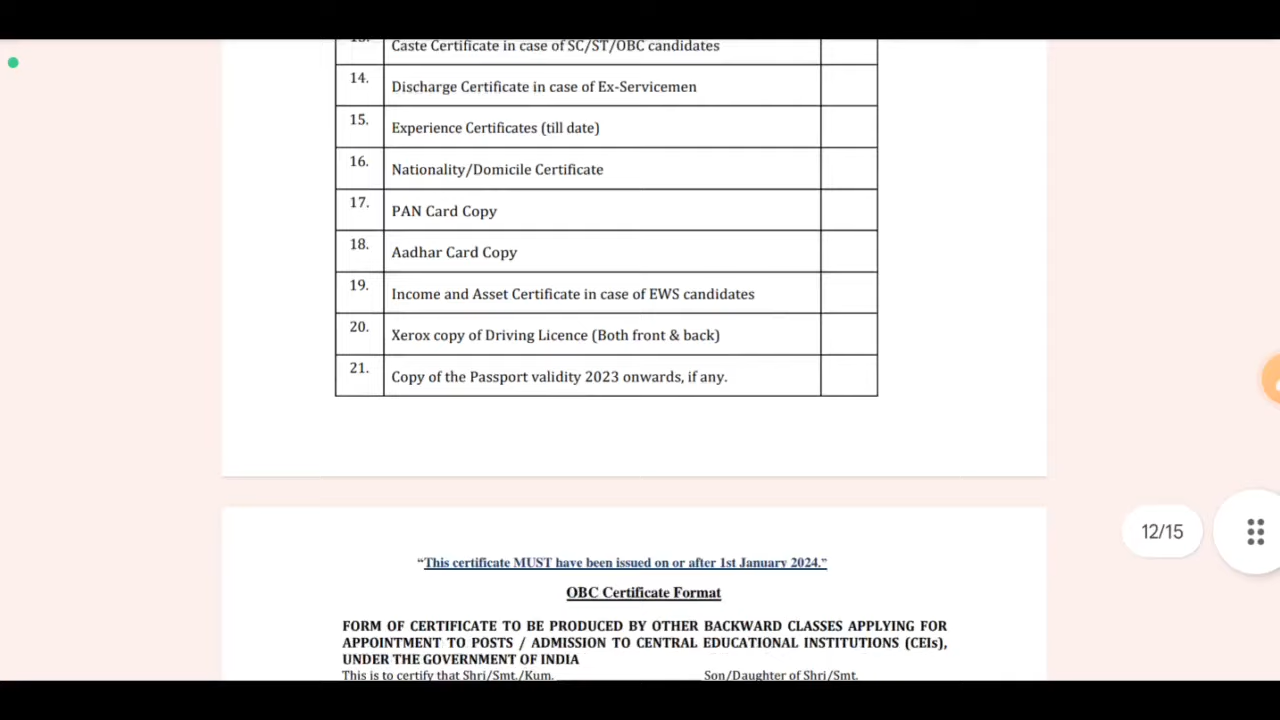 Caste Certificate in case of SC/ST/OBC candidates
14. Discharge Certificate in case of Ex-Servicemen
15. Experience Certificates (till date)
16. Nationality/Domicile Certificate
17. PAN Card Copy
18. Aadhar Card Copy
19. Income and Asset Certificate in case of EWS candidates
20. Xerox copy of Driving Licence (Both front & back)
21. Copy of the Passport validity 2023 onwards, if any.
12/15
“This certificate MUST have been issued on or after 1st January 2024.”
OBC Certificate Format
FORM OF CERTIFICATE TO BE PRODUCED BY OTHER BACKWARD CLASSES APPLYING FOR
APPOINTMENT TO POSTS / ADMISSION TO CENTRAL EDUCATIONAL INSTITUTIONS (CEIs),
UNDER THE GOVERNMENT OF INDIA
This is to certify that Shri/Smt./Kum. Son/Daughter of Shri/Smt.